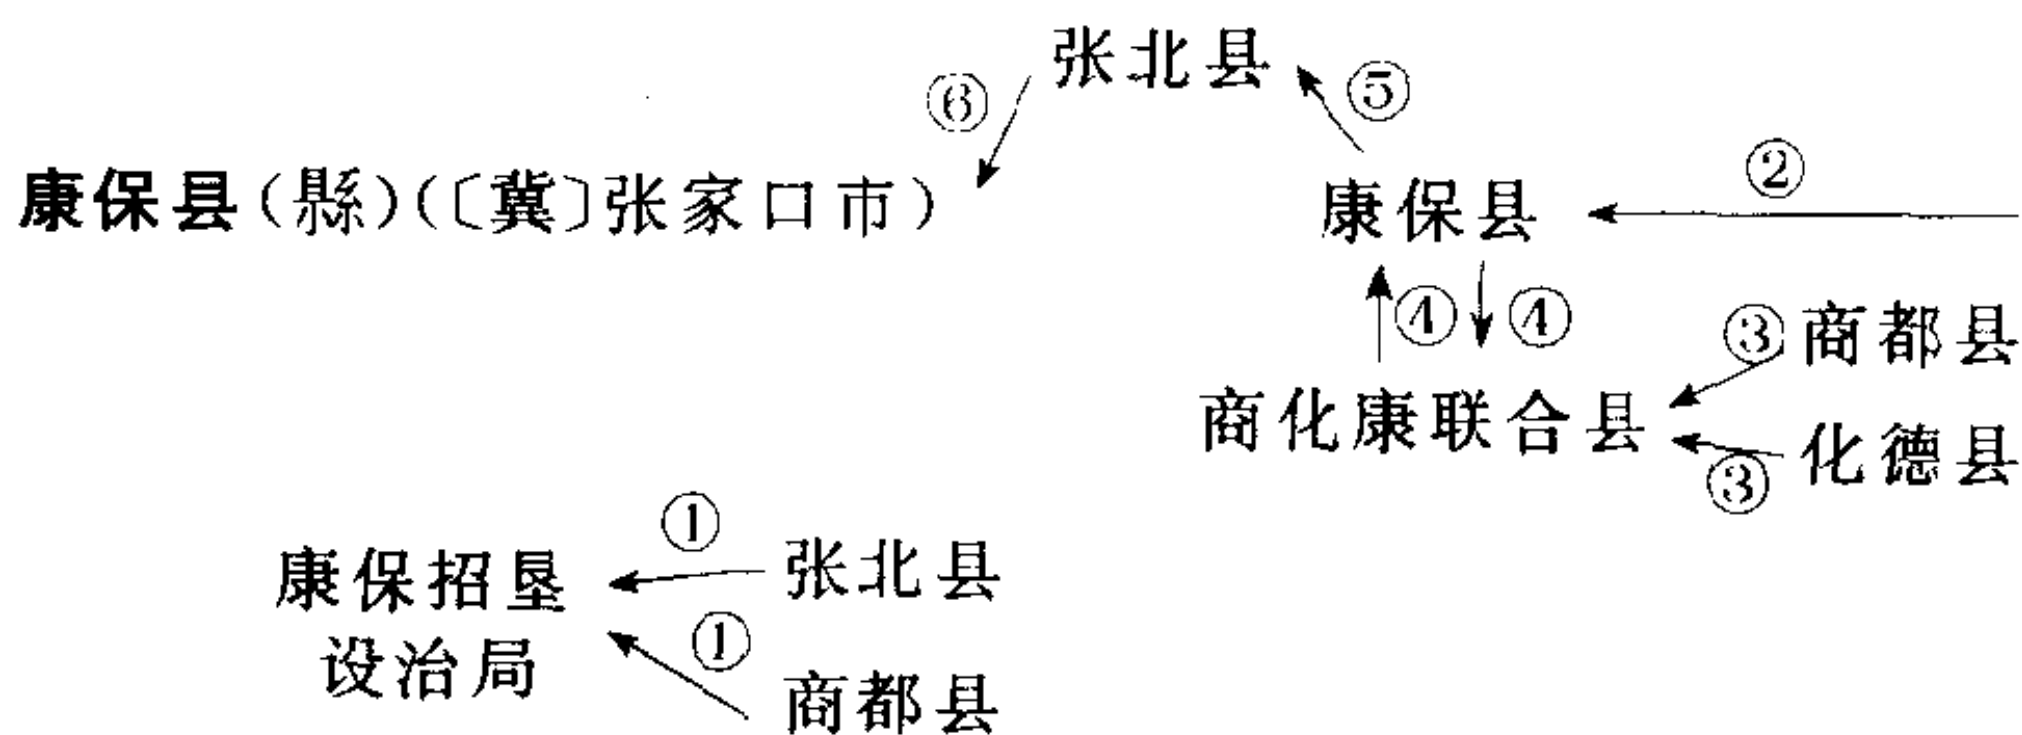 张北县
⑥ ⑤
康保县(縣)(〔冀〕张家口市)
康保县
②
④ ④
③商都县
商化康联合县
③化德县
康保招垦
设治局
①张北县
①商都县